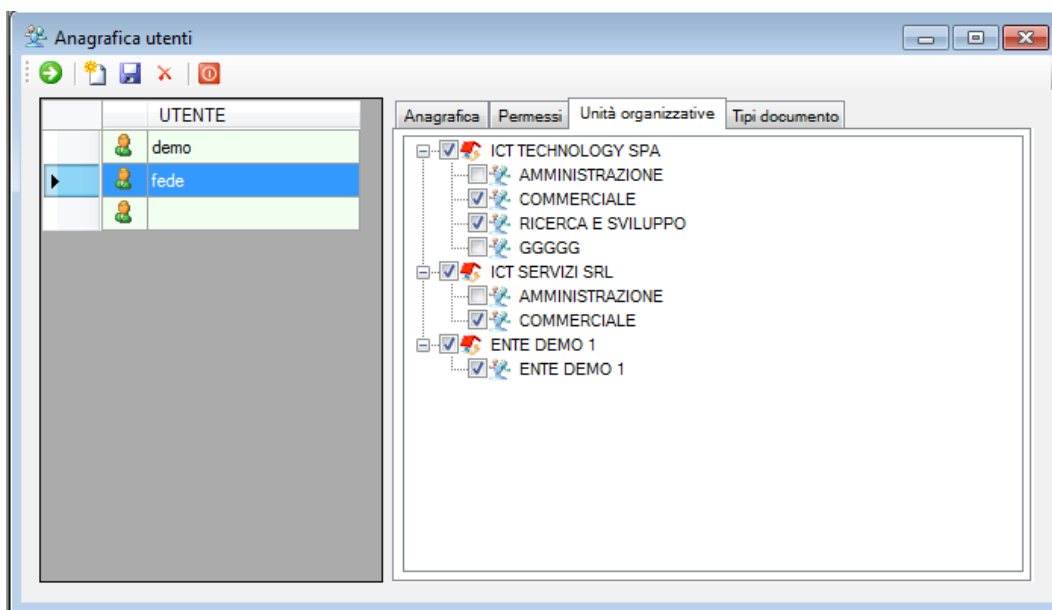 Anagrafica utenti
UTENTE
demo
fede
Anagrafica Permessi Unità organizzative Tipi documento
ICT TECHNOLOGY SPA
AMMINISTRAZIONE
COMMERCIALE
RICERCA E SVILUPPO
GGGGG
ICT SERVIZI SRL
AMMINISTRAZIONE
COMMERCIALE
ENTE DEMO 1
ENTE DEMO 1